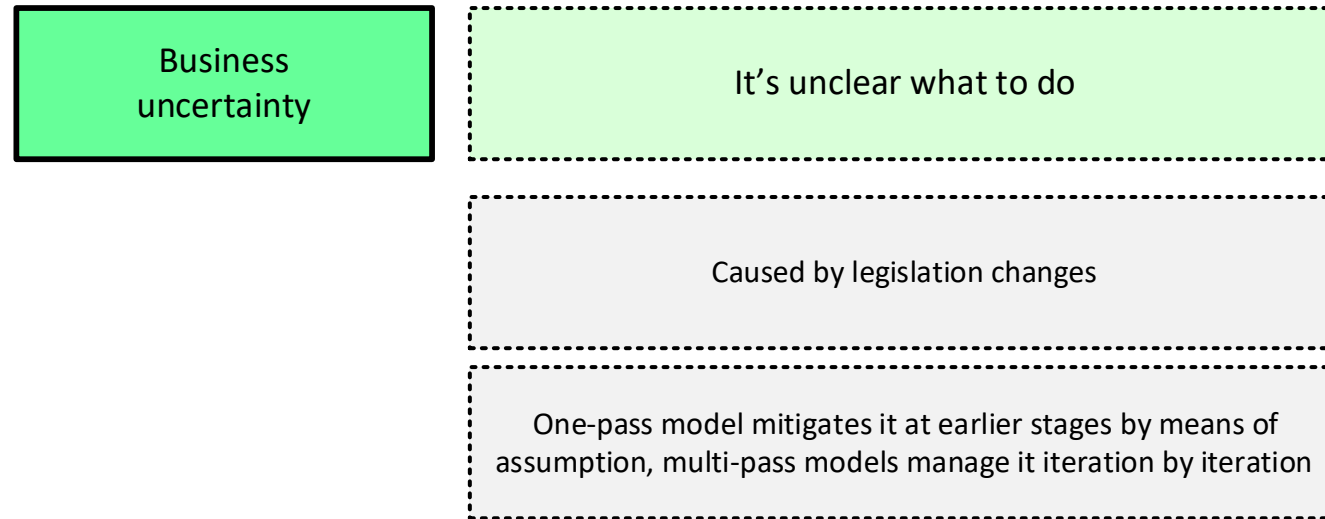 Business
uncertainty
It’s unclear what to do
Caused by legislation changes
One-pass model mitigates it at earlier stages by means of
assumption, multi-pass models manage it iteration by iteration